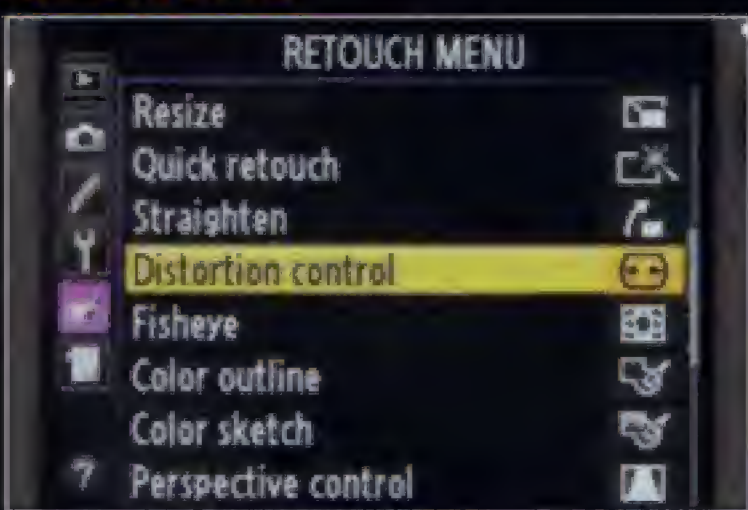 RETOUCH MENU
Resize
Quick retouch
Straighten
Distortion control
Fisheye
Color outline
Color sketch
Perspective control
?